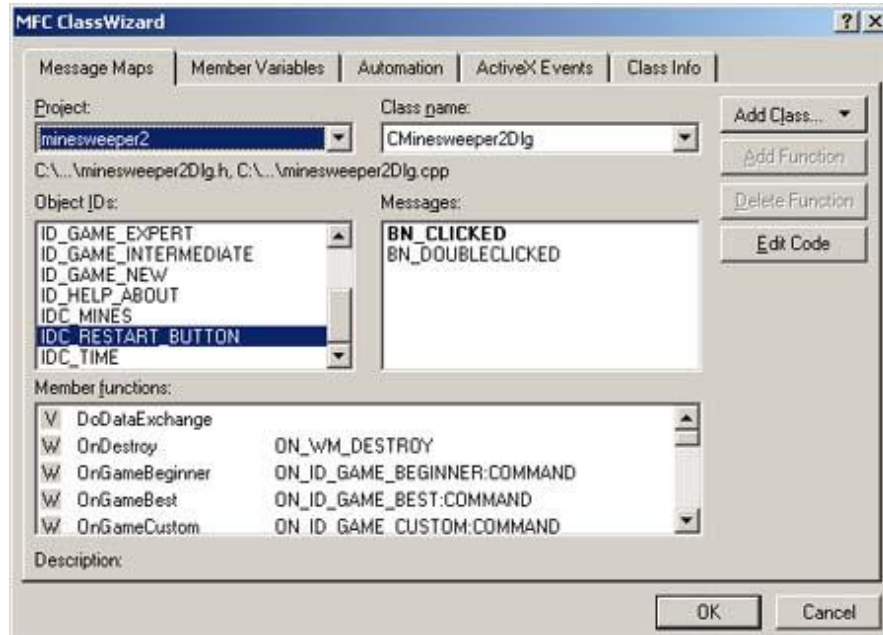 MFC ClassWizard
Message Maps Member Variables Automation ActiveX Events Class Info
Project: Class name:
minesweeper2 CMinesweeper2Dlg
Add Class...
C:\...\minesweeper2Dlg.h, C:\...\minesweeper2Dlg.cpp
Add Function
Object IDs: Messages:
Delete Function
ID_GAME_EXPERT BN_CLICKED
ID_GAME_INTERMEDIATE BN_DOUBLECLICKED
Edit Code
ID_GAME_NEW
ID_HELP_ABOUT
IDC_MINES
IDC_RESTART_BUTTON
IDC_TIME
Member functions:
V DoDataExchange
W OnDestroy ON_WM_DESTROY
W OnGameBeginner ON_ID_GAME_BEGINNER:COMMAND
W OnGameBest ON_ID_GAME_BEST:COMMAND
W OnGameCustom ON_ID_GAME_CUSTOM:COMMAND
Description:
OK Cancel